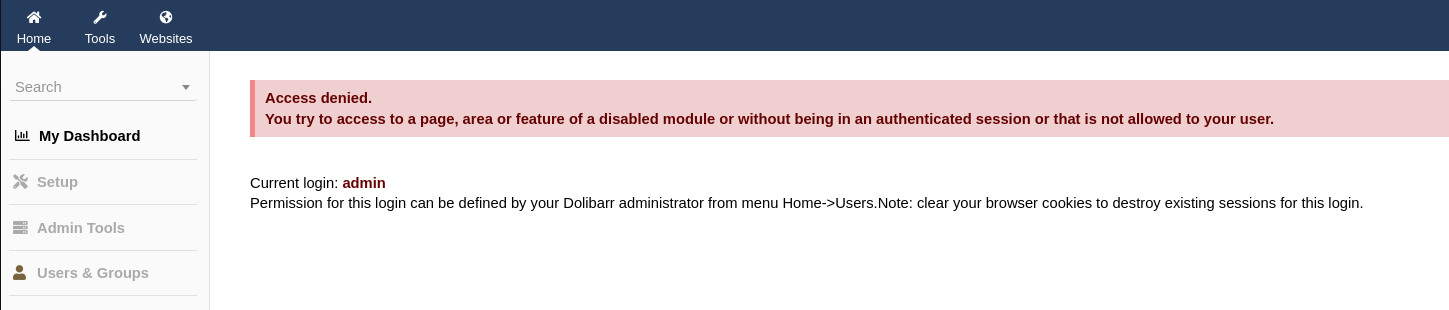 Home Tools Websites
Search
My Dashboard
Setup
Admin Tools
Users & Groups
Access denied.
You try to access to a page, area or feature of a disabled module or without being in an authenticated session or that is not allowed to your user.
Current login: admin
Permission for this login can be defined by your Dolibarr administrator from menu Home->Users.Note: clear your browser cookies to destroy existing sessions for this login.